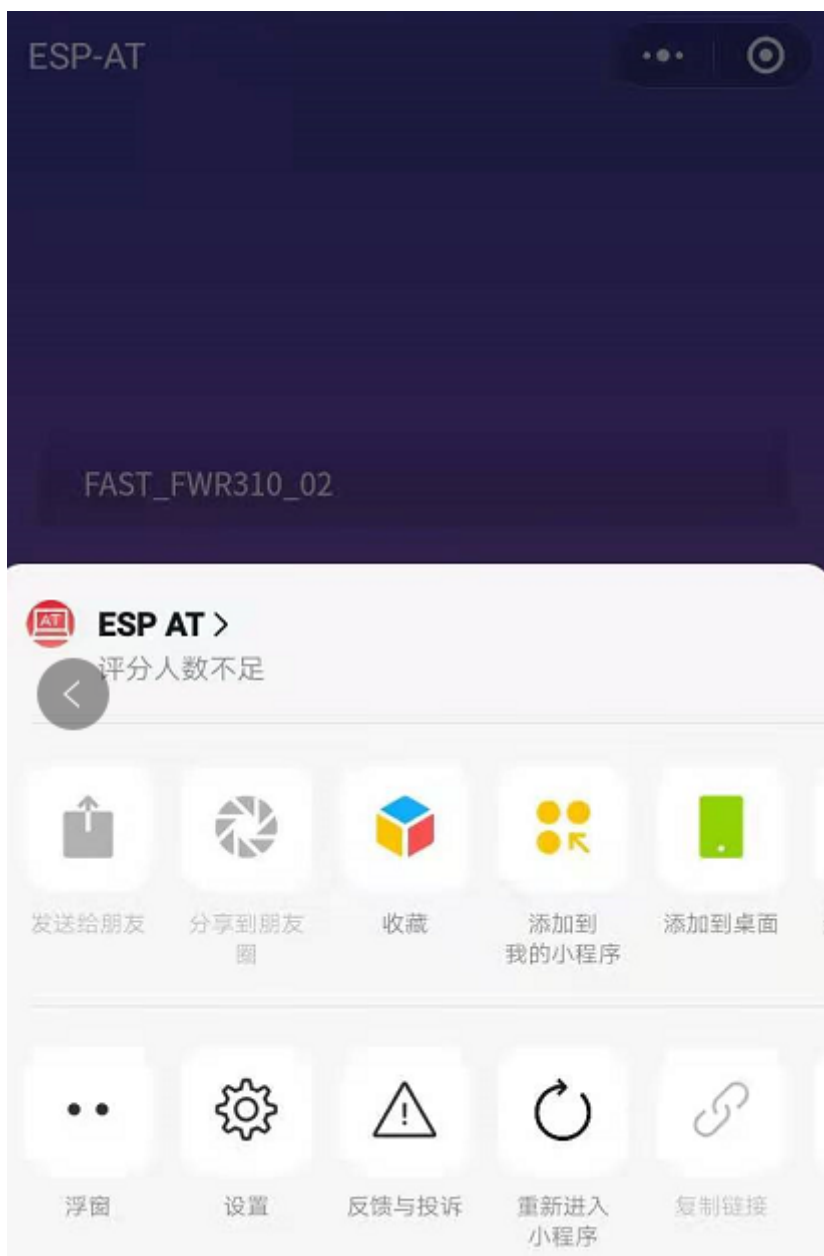 ESP-AT
FAST_FWR310_02
AT
ESP AT
评分人数不足
发送给朋友
分享到朋友
圈
收藏
添加到
我的小程序
添加到桌面
浮窗
设置
反馈与投诉
重新进入
小程序
复制链接